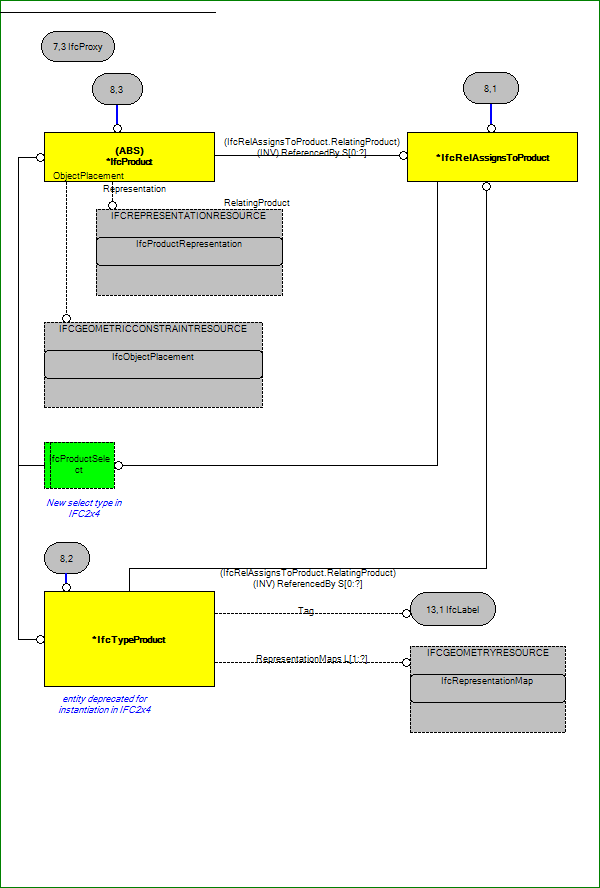 7,3 IfcProxy
8,3
8,1
(ABS)
*IfcProduct
(IfcRelAssignsToProduct.RelatingProduct)
(INV) ReferencedBy S[0:?]
*IfcRelAssignsToProduct
ObjectPlacement
Representation
RelatingProduct
IFCREPRESENTATIONRESOURCE
IfcProductRepresentation
IFCGEOMETRICCONSTRAINTRESOURCE
IfcObjectPlacement
IfcProductSele
ct
New select type in
IFC2x4
8,2
(IfcRelAssignsToProduct.RelatingProduct)
(INV) ReferencedBy S[0:?]
*IfcTypeProduct
Tag
13,1 IfcLabel
RepresentationMaps L[1:?]
IFCGEOMETRYRESOURCE
IfcRepresentationMap
entity deprecated for
instantiation in IFC2x4